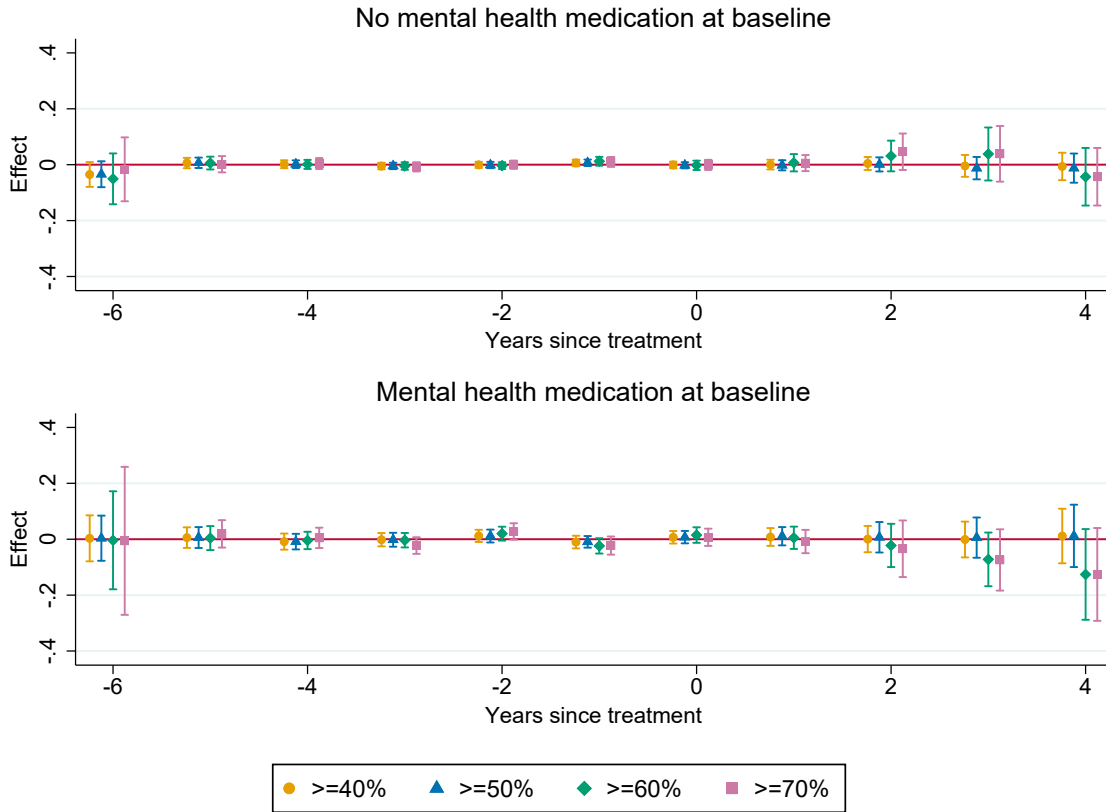 No mental health medication at baseline
.4
.2
0
-.2
-.4
Effect
-6 -4 -2 0 2 4
Years since treatment
Mental health medication at baseline
.4
.2
0
-.2
-.4
Effect
-6 -4 -2 0 2 4
Years since treatment
>=40% >=50% >=60% >=70%